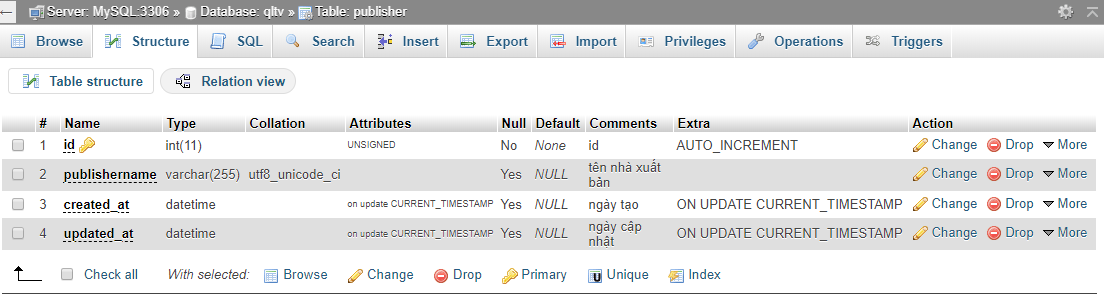 Server: MySQL:3306 » Database: qltv » Table: publisher
Browse Structure SQL Search Insert Export Import Privileges Operations Triggers
Table structure Relation view
# Name Type Collation Attributes Null Default Comments Extra Action
1 id int(11) UNSIGNED No None id AUTO_INCREMENT Change Drop More
2 publishername varchar(255) utf8_unicode_ci Yes NULL tên nhà xuất Change Drop More
bản
3 created_at datetime on update CURRENT_TIMESTAMP Yes NULL ngày tạo ON UPDATE CURRENT_TIMESTAMP Change Drop More
4 updated_at datetime on update CURRENT_TIMESTAMP Yes NULL ngày cập ON UPDATE CURRENT_TIMESTAMP Change Drop More
nhât
Check all With selected: Browse Change Drop Primary Unique Index